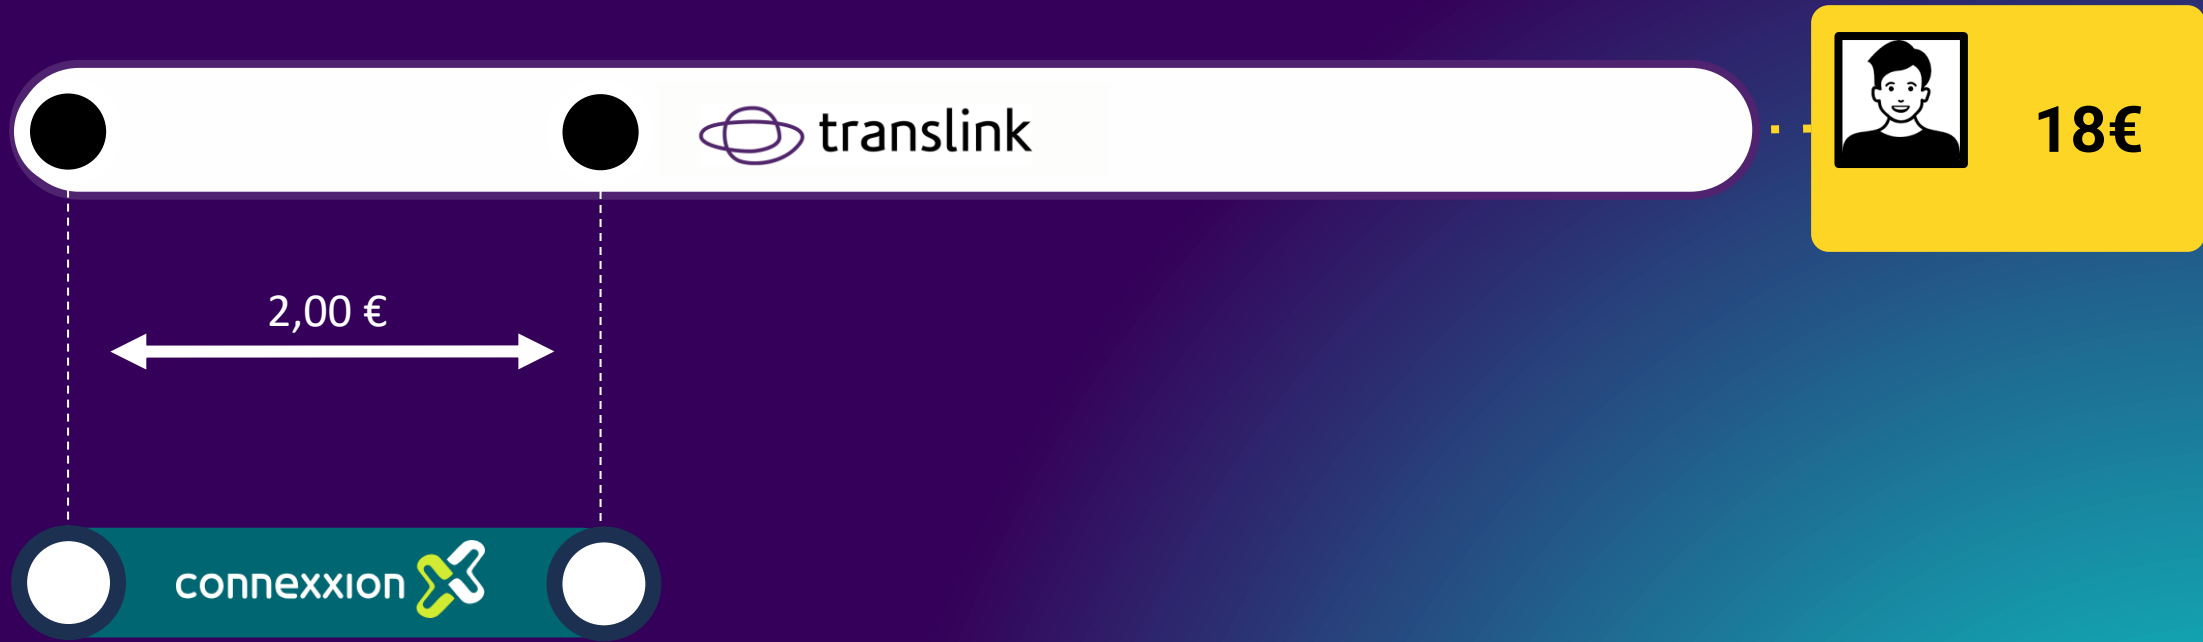 translink
18€
2,00 €
connexxion